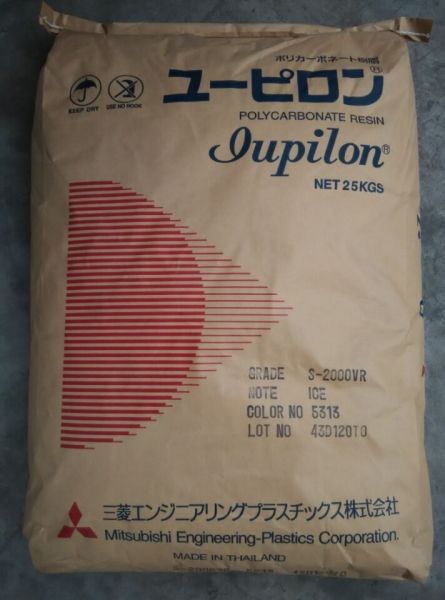 ポリカーボネート樹脂
ユーピロン®
KEEP DRY
USE NO HOOK
POLYCARBONATE RESIN
Iupilon®
NET 25KGS
GRADE S-2000VR
NOTE ICE
COLOR NO 5313
LOT NO 43D120T0
三菱エンジニアリングプラスチックス株式会社
Mitsubishi Engineering-Plastics Corporation.
MADE IN THAILAND